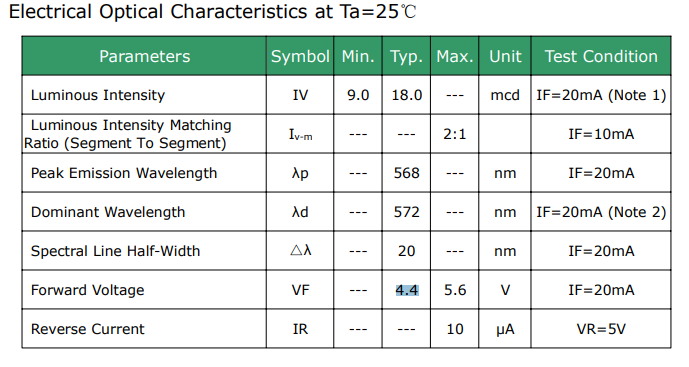 Electrical Optical Characteristics at Ta=25℃
Parameters Symbol Min. Typ. Max. Unit Test Condition
Luminous Intensity IV 9.0 18.0 --- mcd IF=20mA (Note 1)
Luminous Intensity Matching
Ratio (Segment To Segment) Iv-m --- --- 2:1 IF=10mA
Peak Emission Wavelength λp --- 568 --- nm IF=20mA
Dominant Wavelength λd --- 572 --- nm IF=20mA (Note 2)
Spectral Line Half-Width △λ --- 20 --- nm IF=20mA
Forward Voltage VF --- 4.4 5.6 V IF=20mA
Reverse Current IR --- --- 10 µA VR=5V